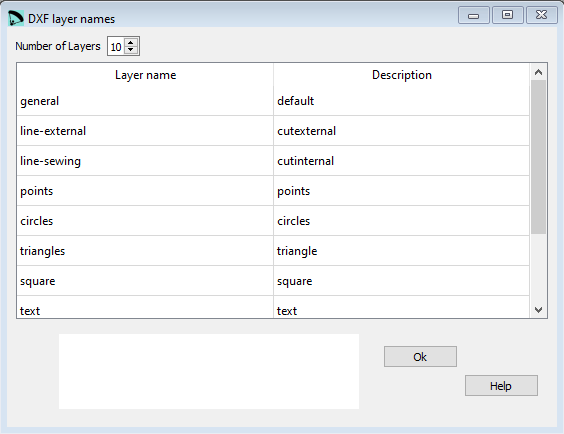 DXF layer names
Number of Layers 10
Layer name Description
general default
line-external cutexternal
line-sewing cutinternal
points points
circles circles
triangles triangle
square square
text text
Ok
Help